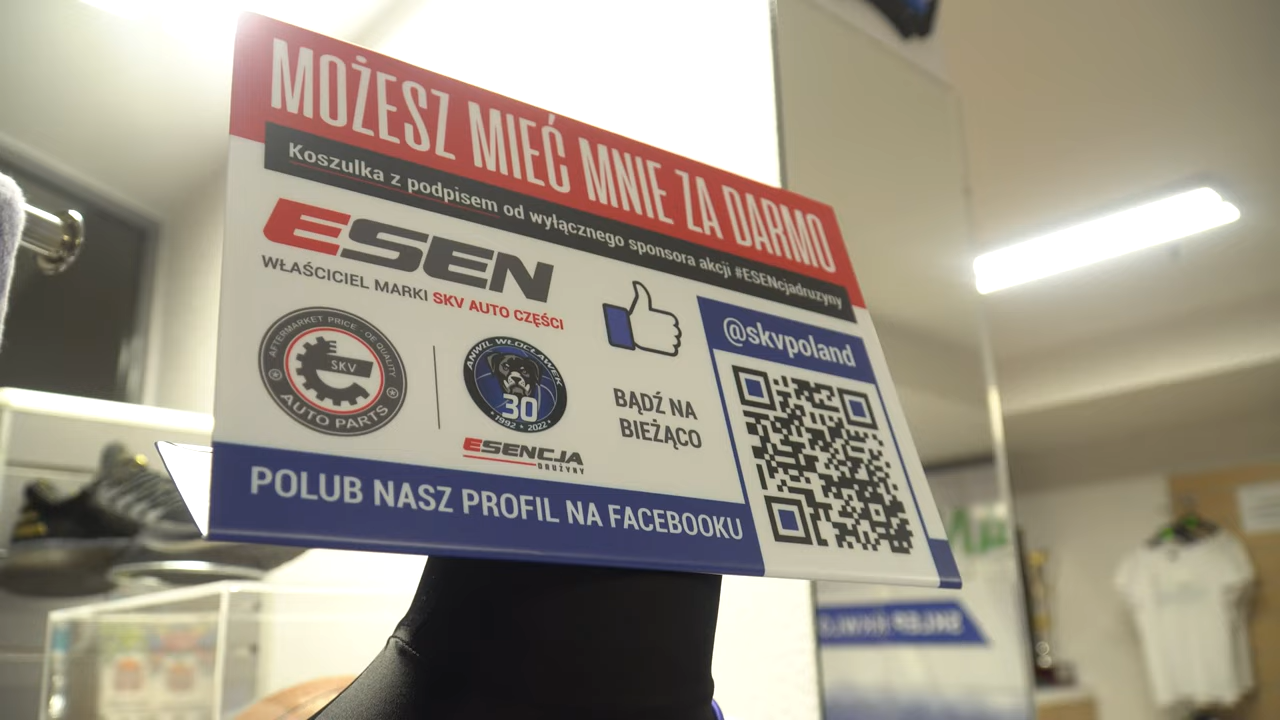 MOŻESZ MIEĆ MNIE ZA DARMO
Koszulka z podpisem od wyłącznego sponsora akcji #ESENcjadruzyny
ESEN
WŁAŚCICIEL MARKI SKV AUTO CZĘŚCI
AFTERMARKET PRICE - OE QUALITY
SKV
AUTO PARTS
ANWIL WŁOCŁAWEK
30
1992 • 2022
ESENCJA
DRUŻYNY
BĄDŹ NA
BIEŻĄCO
@skvpoland
POLUB NASZ PROFIL NA FACEBOOKU